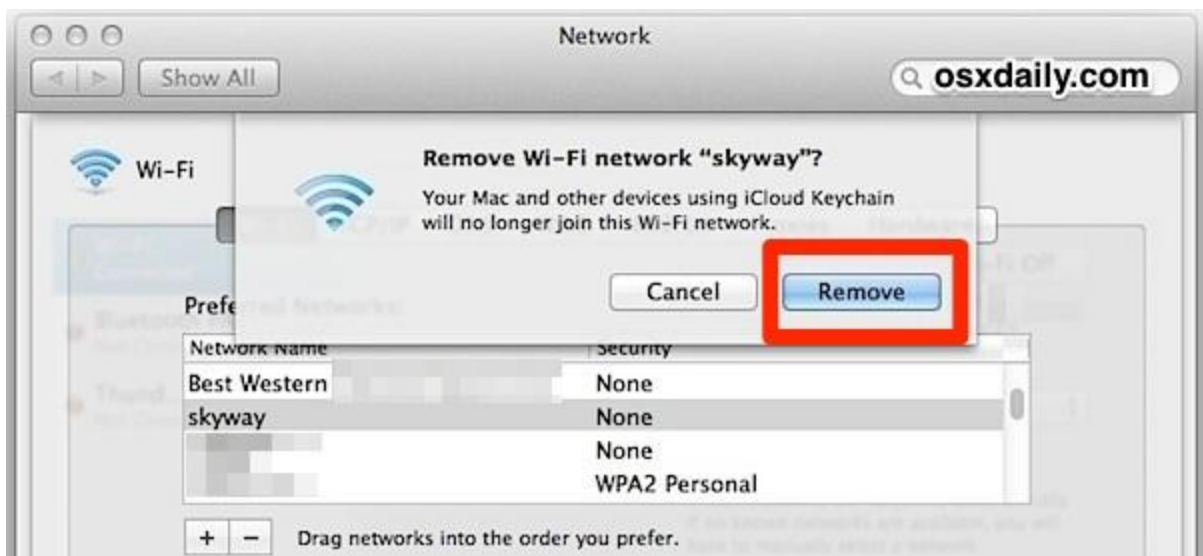 Network
Show All
osxdaily.com
Wi-Fi
Remove Wi-Fi network “skyway”?
Your Mac and other devices using iCloud Keychain
will no longer join this Wi-Fi network.
Cancel
Remove
Preferred Networks:
Network Name Security
Best Western None
skyway None
None
WPA2 Personal
+ − Drag networks into the order you prefer.